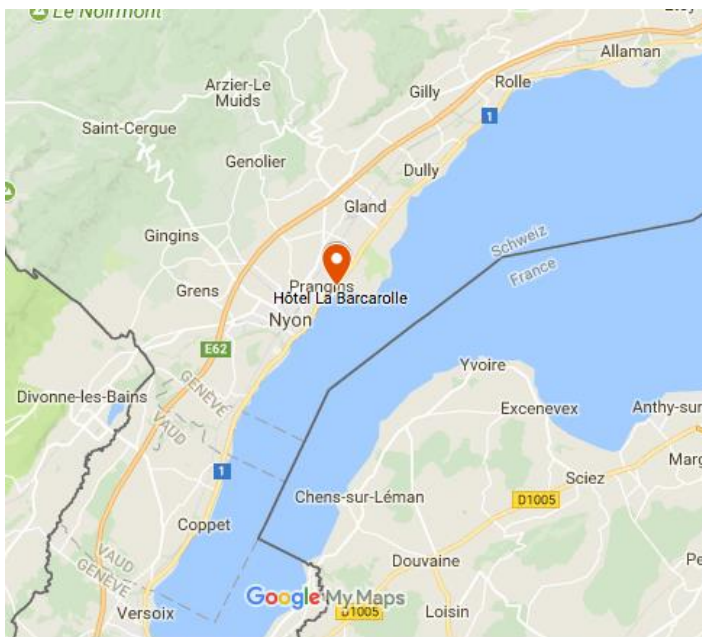 Le Noirmont
Allaman
Rolle
Gilly
Arzier-Le
Muids
1
Saint-Cergue
Genolier
Dully
Gland
Gingins
Schweiz
France
Grens
Prangins
Hôtel La Barcarolle
Nyon
E62
Yvoire
GENÈVE
VAUD
Divonne-les-Bains
Excenevex
Anthy-sur
Marg
1
Sciez
Chens-sur-Léman
D1005
Coppet
Douvaine
Pe
VAUD
GENÈVE
Google My Maps
D1005
Versoix
Loisin